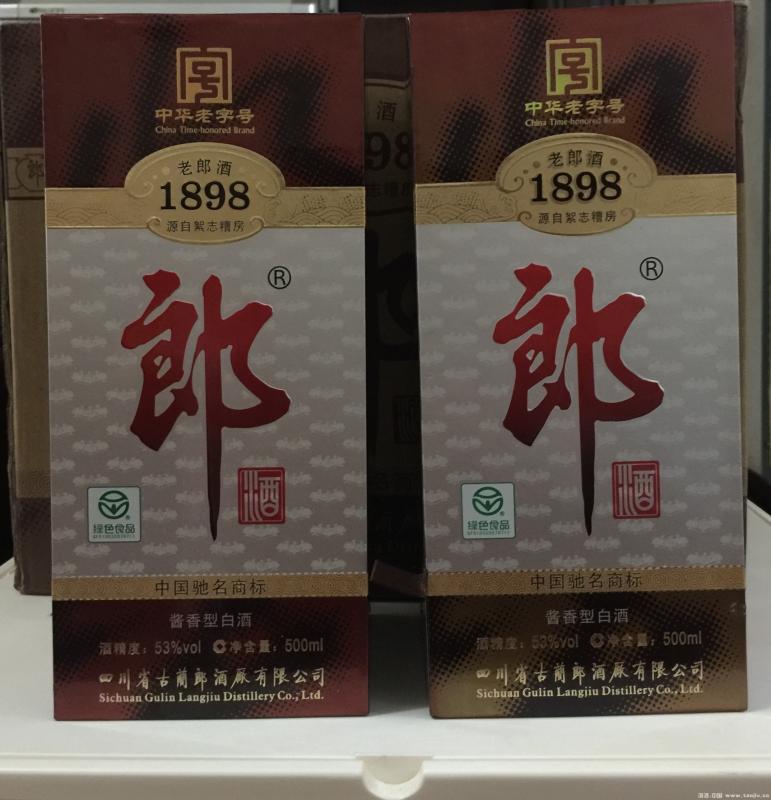 中华老字号
China Time-honored Brand
老郎酒
1898
源自絮志糟房
郎®
酒
绿色食品
中国驰名商标
酱香型白酒
酒精度：53%vol 净含量：500ml
四川省古蔺郎酒厂有限公司
Sichuan Gulin Langjiu Distillery Co., Ltd.
中华老字号
China Time-honored Brand
老郎酒
1898
源自絮志糟房
郎®
酒
绿色食品
中国驰名商标
酱香型白酒
酒精度：53%vol 净含量：500ml
四川省古蔺郎酒厂有限公司
Sichuan Gulin Langjiu Distillery Co., Ltd.
酒
98
志糟房
郎